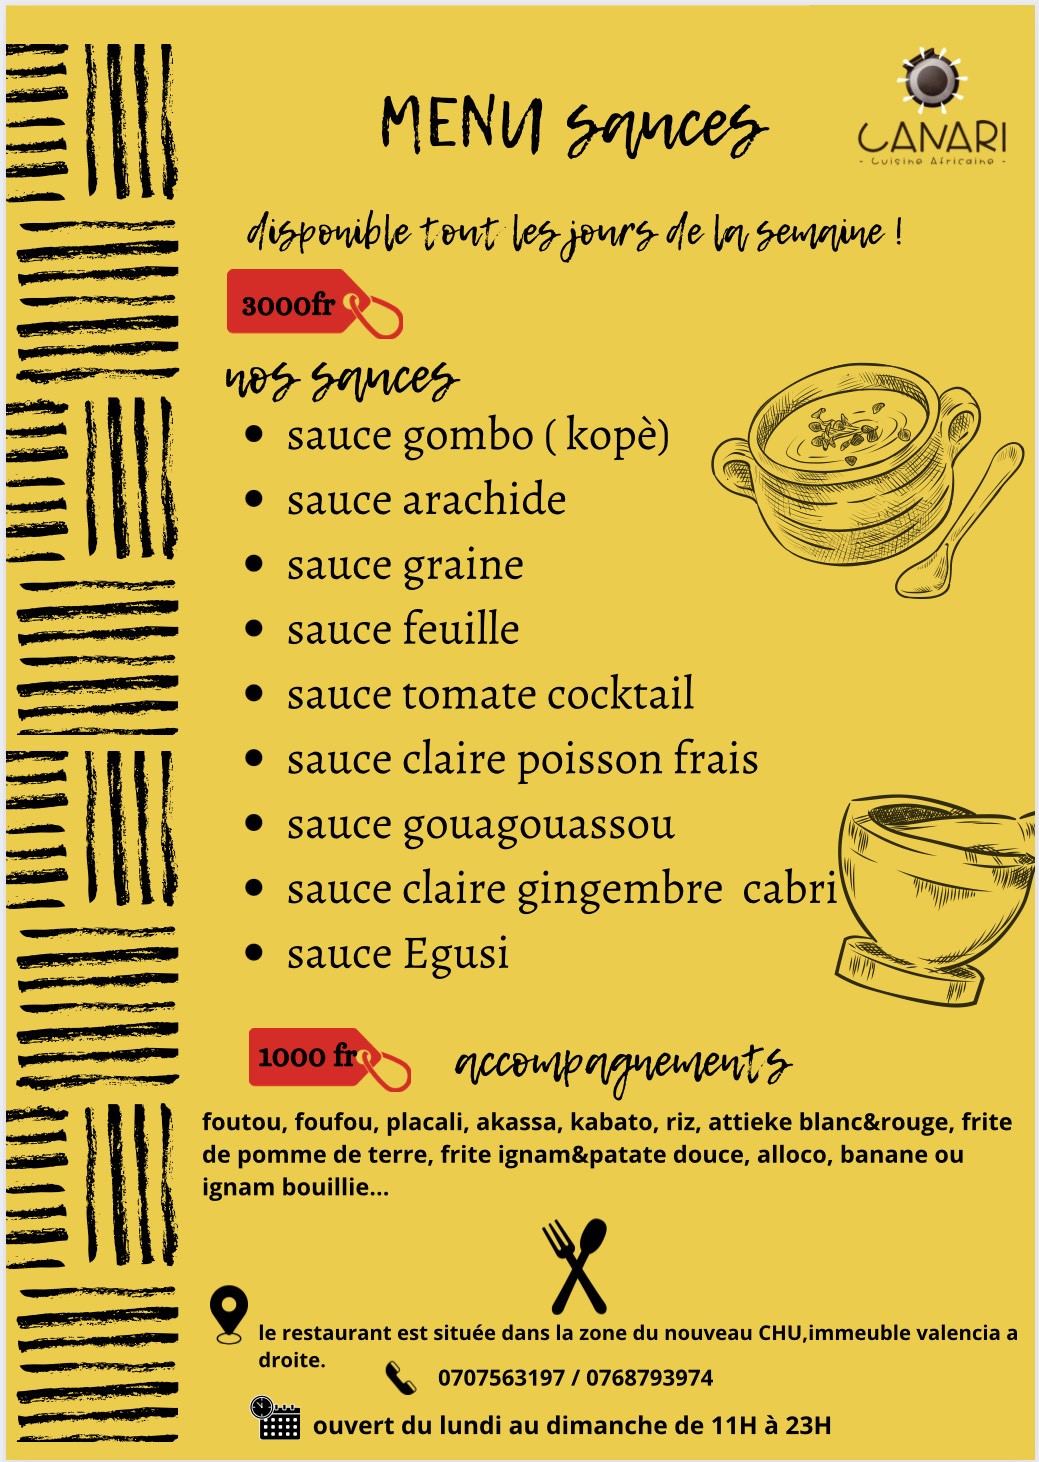 MENU sauces
CANARI
- Cuisine Africaine -
disponible tout les jours de la semaine !
3000fr
nos sauces
• sauce gombo ( kopè)
• sauce arachide
• sauce graine
• sauce feuille
• sauce tomate cocktail
• sauce claire poisson frais
• sauce gouagouassou
• sauce claire gingembre  cabri
• sauce Egusi
1000 fr
accompagnements
foutou, foufou, placali, akassa, kabato, riz, attieke blanc&rouge, frite
de pomme de terre, frite ignam&patate douce, alloco, banane ou
ignam bouillie...
le restaurant est située dans la zone du nouveau CHU,immeuble valencia a
droite.
0707563197 / 0768793974
ouvert du lundi au dimanche de 11H à 23H